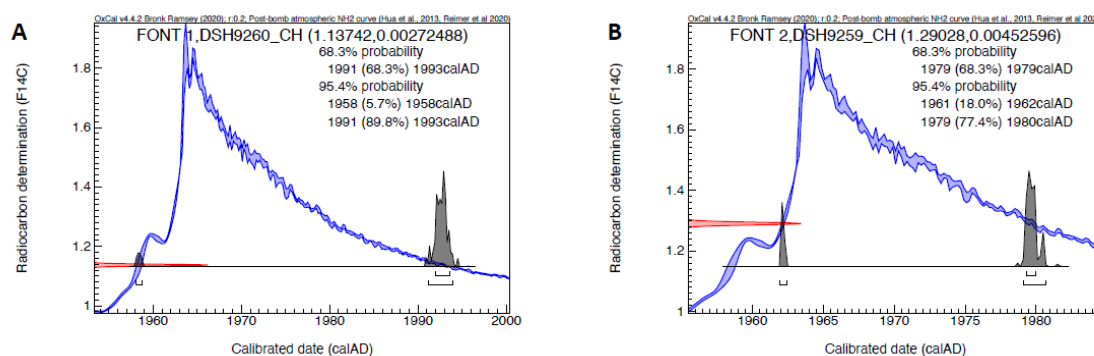 A
OxCal v4.4.2 Bronk Ramsey (2020); r:0.2; Post-bomb atmospheric NH2 curve (Hua et al., 2013, Reimer et al 2020)
FONT 1,DSH9260_CH (1.13742,0.00272488)
68.3% probability
1991 (68.3%) 1993calAD
95.4% probability
1958 (5.7%) 1958calAD
1991 (89.8%) 1993calAD
Radiocarbon determination (F14C)
1.8
1.6
1.4
1.2
1
1960
1970
1980
1990
2000
Calibrated date (calAD)
B
OxCal v4.4.2 Bronk Ramsey (2020); r:0.2; Post-bomb atmospheric NH2 curve (Hua et al., 2013, Reimer et al 2020)
FONT 2,DSH9259_CH (1.29028,0.00452596)
68.3% probability
1979 (68.3%) 1979calAD
95.4% probability
1961 (18.0%) 1962calAD
1979 (77.4%) 1980calAD
Radiocarbon determination (F14C)
1.8
1.6
1.4
1.2
1
1960
1965
1970
1975
1980
Calibrated date (calAD)